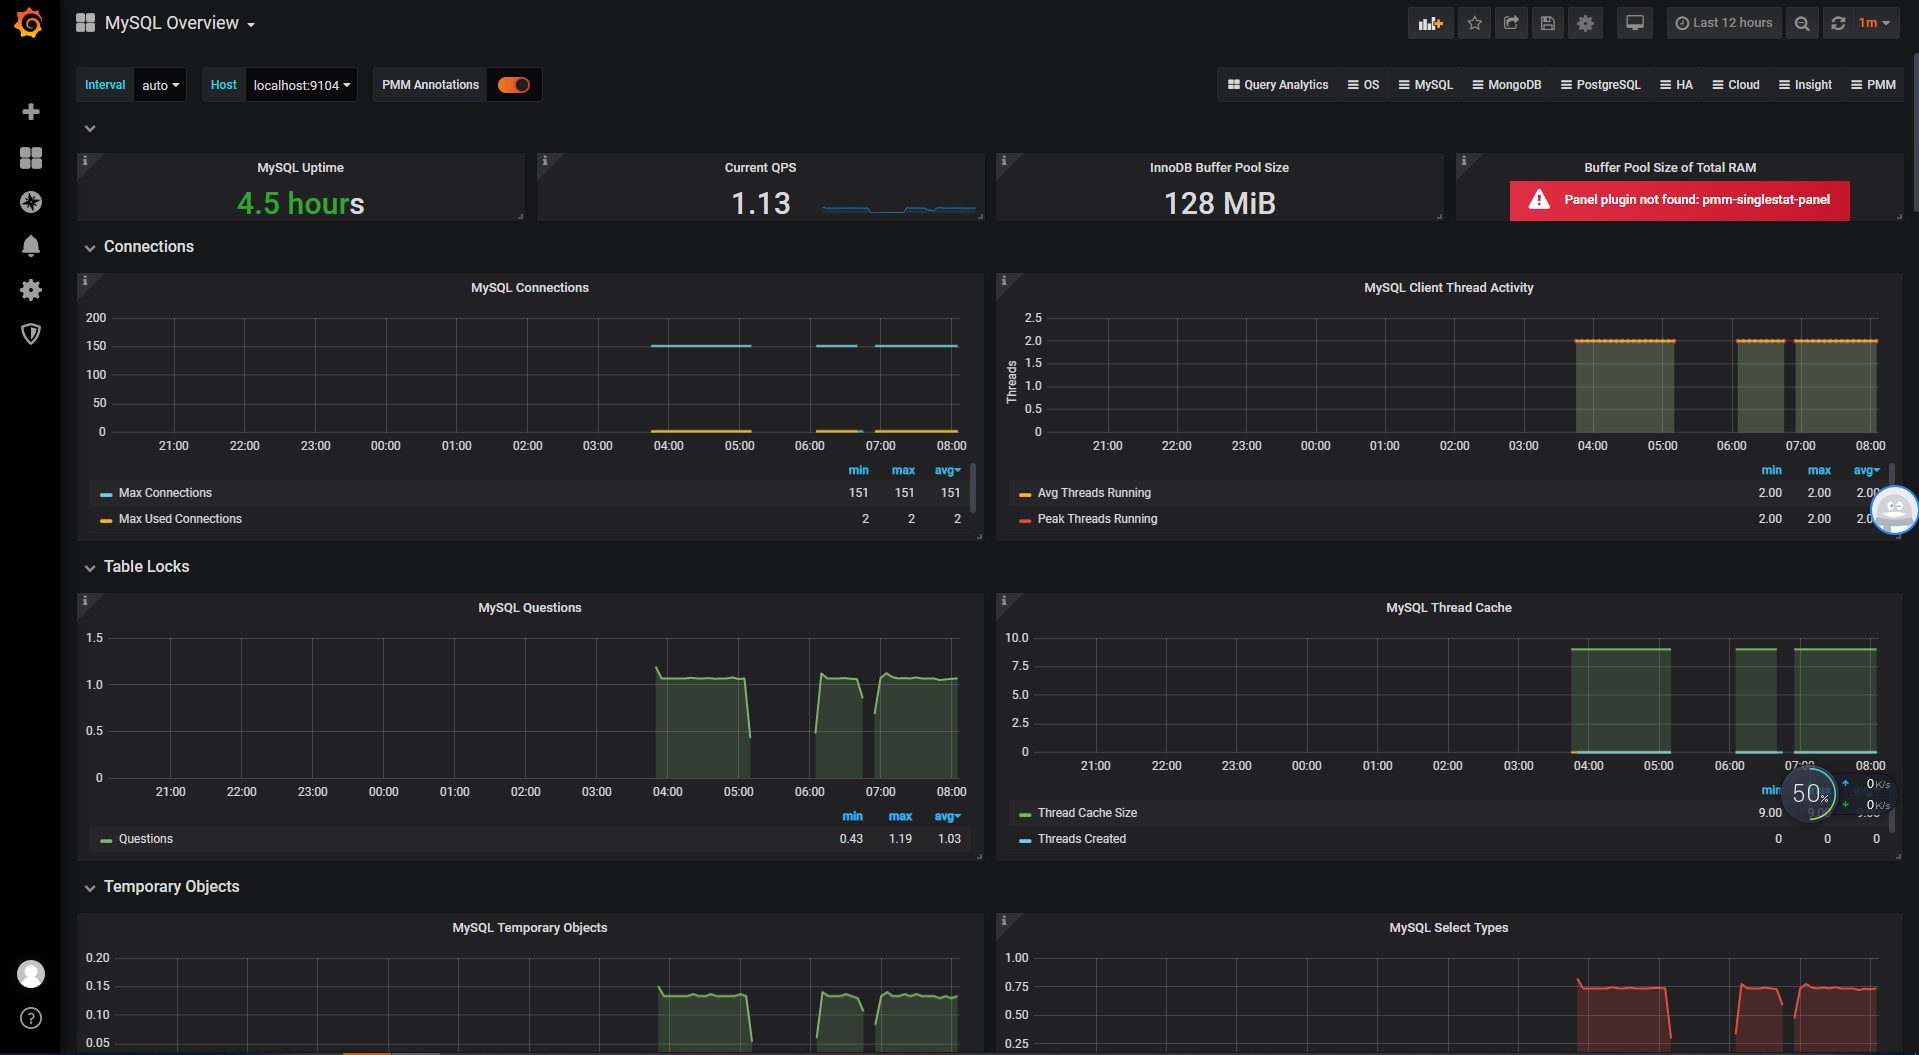 MySQL Overview
Last 12 hours
1m
Interval auto Host localhost:9104 PMM Annotations
Query Analytics OS MySQL MongoDB PostgreSQL HA Cloud Insight PMM
MySQL Uptime
4.5 hours
Current QPS
1.13
InnoDB Buffer Pool Size
128 MiB
Buffer Pool Size of Total RAM
Panel plugin not found: pmm-singlestat-panel
Connections
MySQL Connections
200
150
100
50
0
21:00 22:00 23:00 00:00 01:00 02:00 03:00 04:00 05:00 06:00 07:00 08:00
min max avg
Max Connections 151 151 151
Max Used Connections 2 2 2
MySQL Client Thread Activity
Threads
2.5
2.0
1.5
1.0
0.5
0
21:00 22:00 23:00 00:00 01:00 02:00 03:00 04:00 05:00 06:00 07:00 08:00
min max avg
Avg Threads Running 2.00 2.00 2.00
Peak Threads Running 2.00 2.00 2.0
Table Locks
MySQL Questions
1.5
1.0
0.5
0
21:00 22:00 23:00 00:00 01:00 02:00 03:00 04:00 05:00 06:00 07:00 08:00
min max avg
Questions 0.43 1.19 1.03
MySQL Thread Cache
10.0
7.5
5.0
2.5
0
21:00 22:00 23:00 00:00 01:00 02:00 03:00 04:00 05:00 06:00 07:00 08:00
min
50%
0K/s
0K/s
Thread Cache Size 9.00
Threads Created 0 0 0
Temporary Objects
MySQL Temporary Objects
0.20
0.15
0.10
0.05
MySQL Select Types
1.00
0.75
0.50
0.25